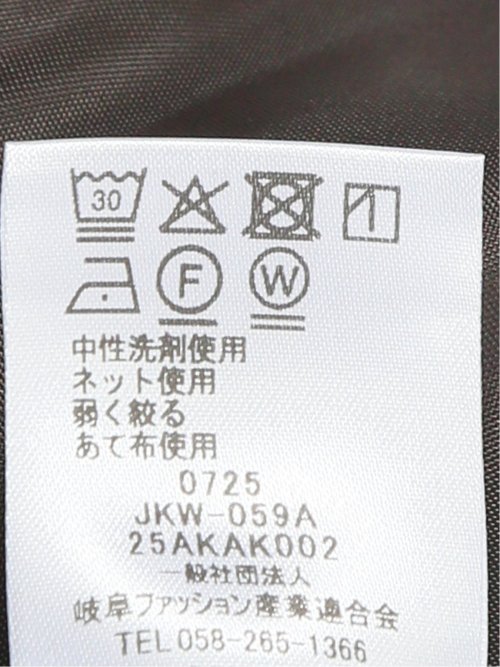 30
F W
中性洗剤使用
ネット使用
弱く絞る
あて布使用
0725
JKW-059A
25AKAK002
一般社団法人
岐阜ファッション産業連合会
TEL 058-265-1366